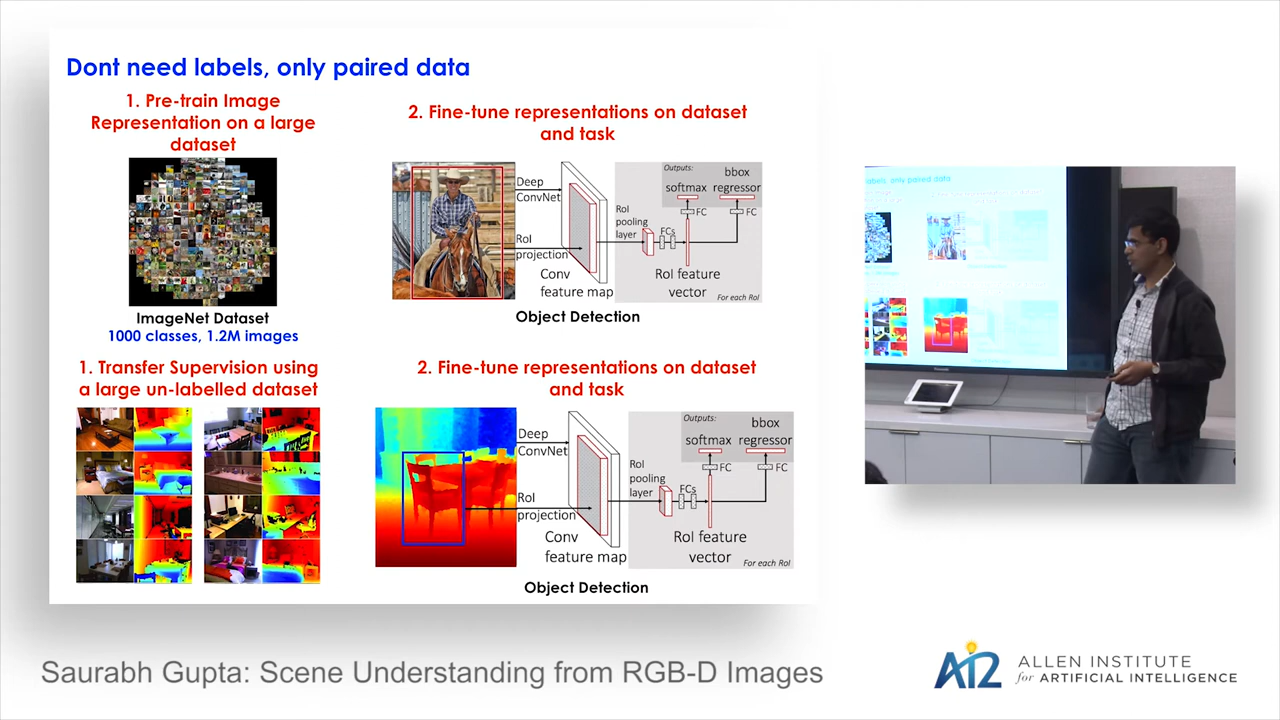 Dont need labels, only paired data
1. Pre-train Image
Representation on a large
dataset
ImageNet Dataset
1000 classes, 1.2M images
2. Fine-tune representations on dataset
and task
Deep
ConvNet
RoI
projection
Conv
feature map
RoI
pooling
layer
FCs
Outputs:
softmax
bbox
regressor
FC
FC
RoI feature
vector
For each RoI
Object Detection
1. Transfer Supervision using
a large un-labelled dataset
2. Fine-tune representations on dataset
and task
Deep
ConvNet
RoI
projection
Conv
feature map
RoI
pooling
layer
FCs
Outputs:
softmax
bbox
regressor
FC
FC
RoI feature
vector
For each RoI
Object Detection
labels, only paired data
Saurabh Gupta: Scene Understanding from RGB-D Images
AI2
ALLEN INSTITUTE
for ARTIFICIAL INTELLIGENCE